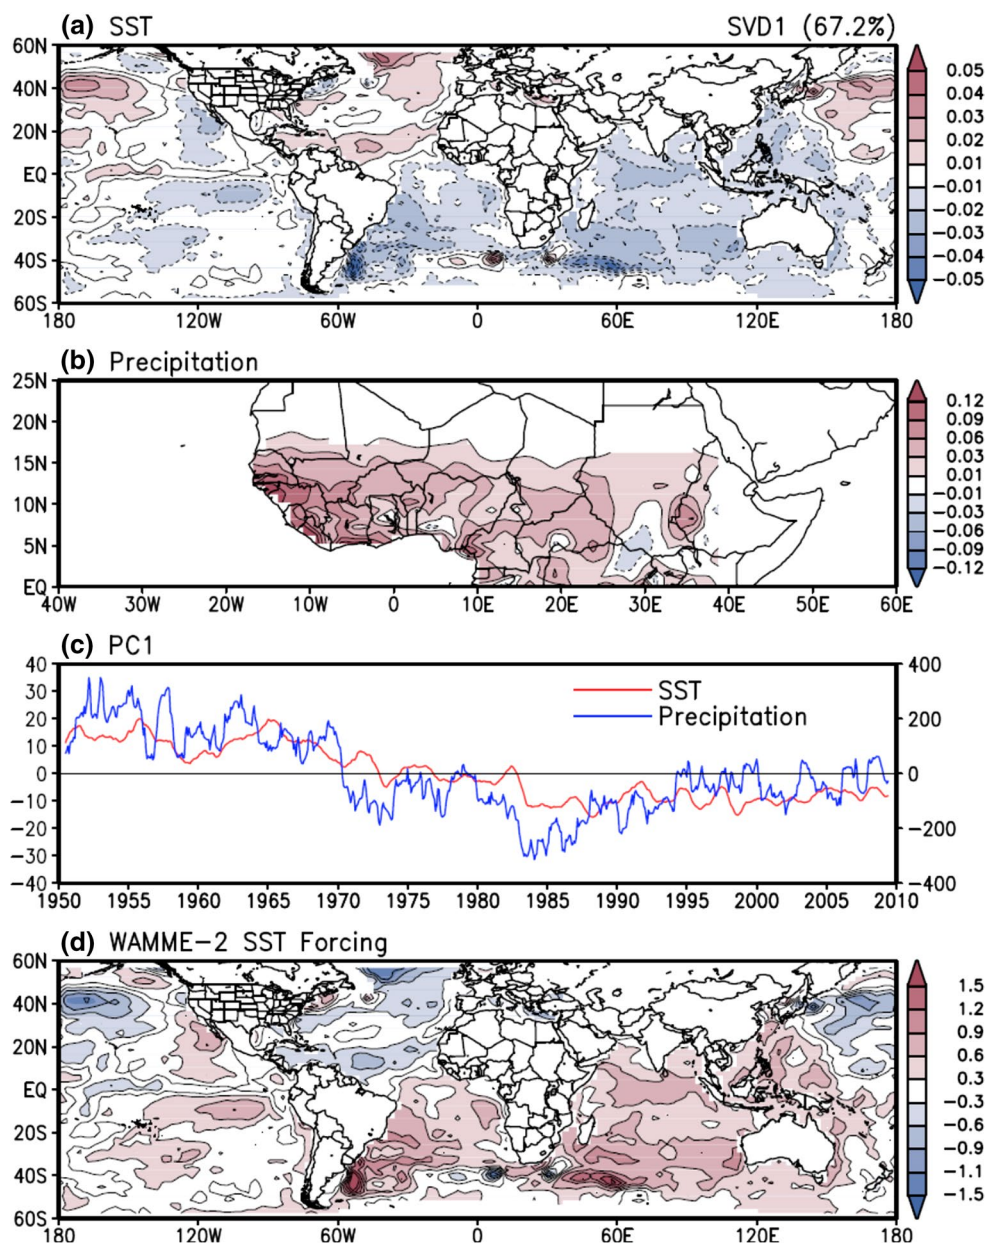 (a) SST SVD1 (67.2%)
60N
40N
20N
EQ
20S
40S
60S
180 120W 60W 0 60E 120E 180
0.05
0.04
0.03
0.02
0.01
−0.01
−0.02
−0.03
−0.04
−0.05
(b) Precipitation
25N
20N
15N
10N
5N
EQ
40W 30W 20W 10W 0 10E 20E 30E 40E 50E 60E
0.12
0.09
0.06
0.03
0.01
−0.01
−0.03
−0.06
−0.09
−0.12
(c) PC1
40
30
20
10
0
−10
−20
−30
−40
SST
Precipitation
400
200
0
−200
−400
1950 1955 1960 1965 1970 1975 1980 1985 1990 1995 2000 2005 2010
(d) WAMME−2 SST Forcing
60N
40N
20N
EQ
20S
40S
60S
180 120W 60W 0 60E 120E 180
1.5
1.2
0.9
0.6
0.3
−0.3
−0.6
−0.9
−1.1
−1.5